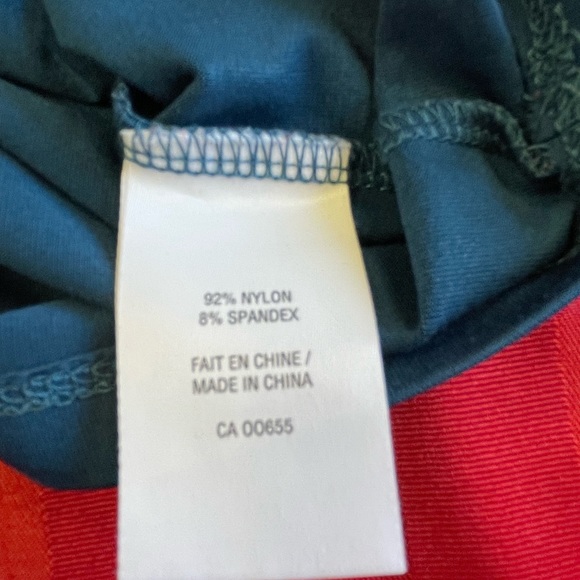 92% NYLON
8% SPANDEX
FAIT EN CHINE /
MADE IN CHINA
CA 00655